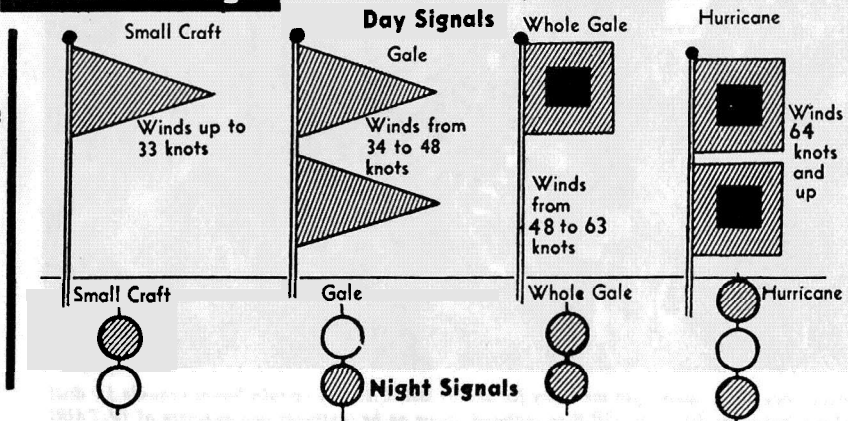 Day Signals
Small Craft
Winds up to
33 knots
Gale
Winds from
34 to 48
knots
Whole Gale
Winds
from
48 to 63
knots
Hurricane
Winds
64
knots
and
up
Small Craft
Gale
Whole Gale
Hurricane
Night Signals